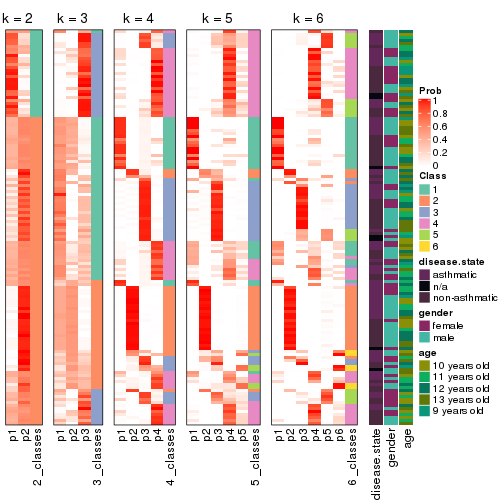 k = 2 k = 3 k = 4 k = 5 k = 6
Prob
1
0.8
0.6
0.4
0.2
0
Class
1
2
3
4
5
6
disease.state
asthmatic
n/a
non-asthmatic
gender
female
male
age
10 years old
11 years old
12 years old
13 years old
9 years old
p1 p2 2_classes p1 p2 p3 3_classes p1 p2 p3 p4 4_classes p1 p2 p3 p4 p5 5_classes p1 p2 p3 p4 p5 p6 6_classes disease.state gender age